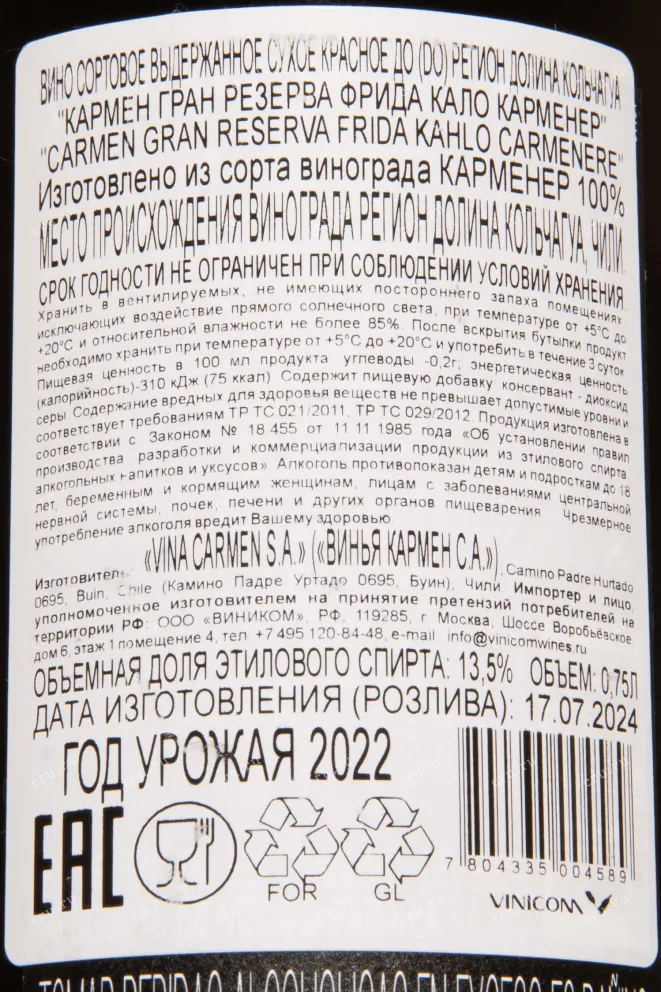 ВИНО СОРТОВОЕ ВЫДЕРЖАННОЕ СУХОЕ КРАСНОЕ ДО (DO) РЕГИОН ДОЛИНА КОЛЬЧАГУА
"КАРМЕН ГРАН РЕЗЕРВА ФРИДА КАЛО КАРМЕНЕР"
"CARMEN GRAN RESERVA FRIDA KAHLO CARMENERE"
Изготовлено из сорта винограда КАРМЕНЕР 100%
МЕСТО ПРОИСХОЖДЕНИЯ ВИНОГРАДА РЕГИОН ДОЛИНА КОЛЬЧАГУА, ЧИЛИ.
СРОК ГОДНОСТИ НЕ ОГРАНИЧЕН ПРИ СОБЛЮДЕНИИ УСЛОВИЙ ХРАНЕНИЯ
Хранить в вентилируемых, не имеющих постороннего запаха помещениях
исключающих воздействие прямого солнечного света, при температуре от +5°С до
+20°С и относительной влажности не более 85%. После вскрытия бутылки продукт
необходимо хранить при температуре от +5°С до +20°С и употребить в течение 3 суток
Пищевая ценность в 100 мл продукта углеводы -0,2г; энергетическая ценность
(калорийность)-310 кДж (75 ккал) Содержит пищевую добавку консервант - диоксид
серы Содержание вредных для здоровья веществ не превышает допустимые уровни и
соответствует требованиям ТР ТС 021/2011, ТР ТС 029/2012. Продукция изготовлена в
соответствии с Законом № 18 455 от 11 11 1985 года «Об установлении правил
производства разработки и коммерциализации продукции из этилового спирта
алкогольных напитков и уксусов» Алкоголь противопоказан детям и подросткам до 18
лет, беременным и кормящим женщинам, лицам с заболеваниями центральной
нервной системы, почек, печени и других органов пищеварения Чрезмерное
употребление алкоголя вредит Вашему здоровью.
Изготовитель «VINA CARMEN S.A.» («ВИНЬЯ КАРМЕН С.А.»), Camino Padre Hurtado
0695, Buin, Chile (Камино Падре Уртадо 0695, Буин), Чили Импортер и лицо,
уполномоченное изготовителем на принятие претензий потребителей на
территории РФ: ООО «ВИНИКОМ», РФ, 119285, г Москва, Шоссе Воробьёвское,
дом 6, этаж 1 помещение 4, тел +7 495 120-84-48, e-mail info@vinicomwines.ru
ОБЪЕМНАЯ ДОЛЯ ЭТИЛОВОГО СПИРТА: 13,5% ОБЪЕМ: 0,75Л
ДАТА ИЗГОТОВЛЕНИЯ (РОЗЛИВА): 17.07.2024
ГОД УРОЖАЯ 2022
EAC
FOR
GL
7 804335 004589
VINICOM